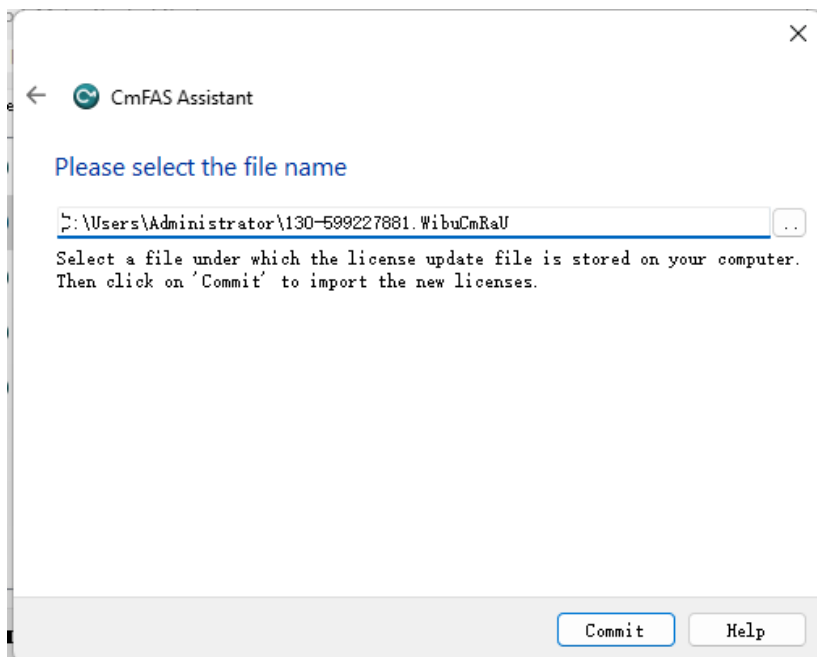 CmFAS Assistant
Please select the file name
:\Users\Administrator\130-599227881.WibuCmRaU
..
Select a file under which the license update file is stored on your computer.
Then click on 'Commit' to import the new licenses.
Commit
Help